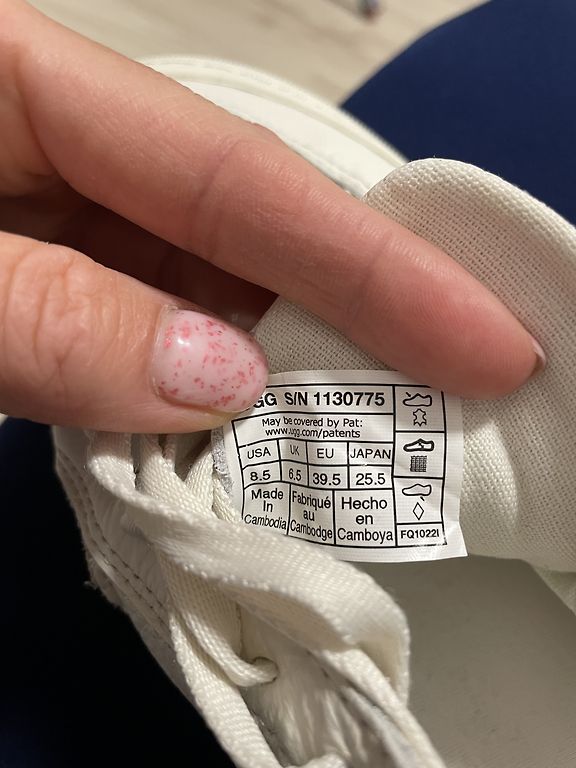 GG S/N 1130775
May be covered by Pat:
www.ugg.com/patents
USA UK EU JAPAN
8.5 6.5 39.5 25.5
Made in Cambodia
Fabriqué au Cambodge
Hecho en Camboya
FQ1022I